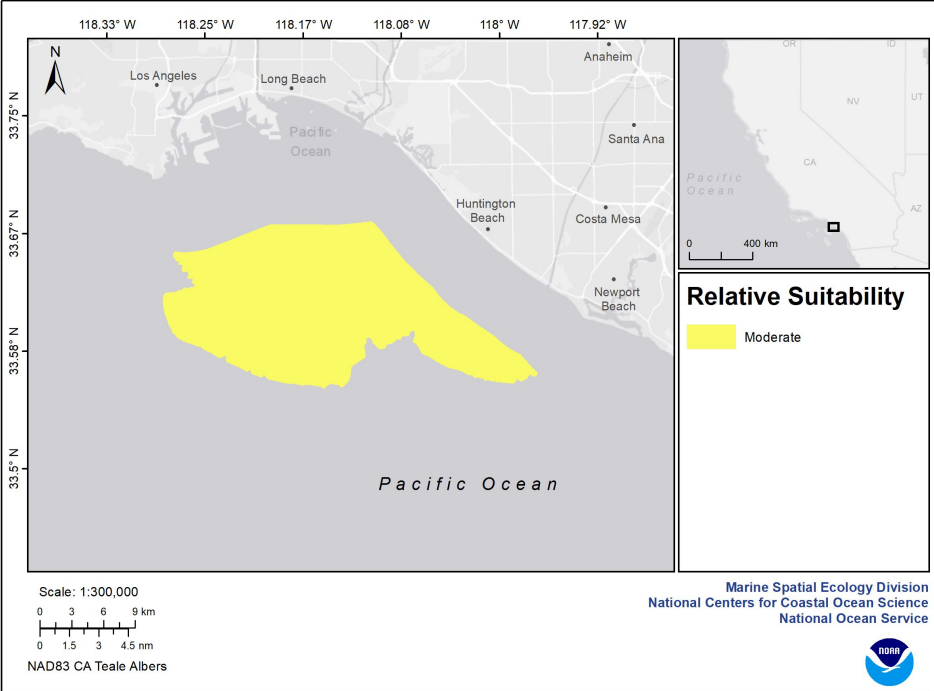 118.33° W
118.25° W
118.17° W
118.08° W
118° W
117.92° W
33.75° N
33.67° N
33.58° N
33.5° N
N
Los Angeles
Long Beach
Anaheim
Pacific
Ocean
Santa Ana
Huntington
Beach
Costa Mesa
Newport
Beach
Pacific Ocean
OR
ID
NV
UT
CA
Pacific
Ocean
AZ
0 400 km
Relative Suitability
Moderate
Scale: 1:300,000
0 3 6 9 km
0 1.5 3 4.5 nm
NAD83 CA Teale Albers
Marine Spatial Ecology Division
National Centers for Coastal Ocean Science
National Ocean Service
NOAA